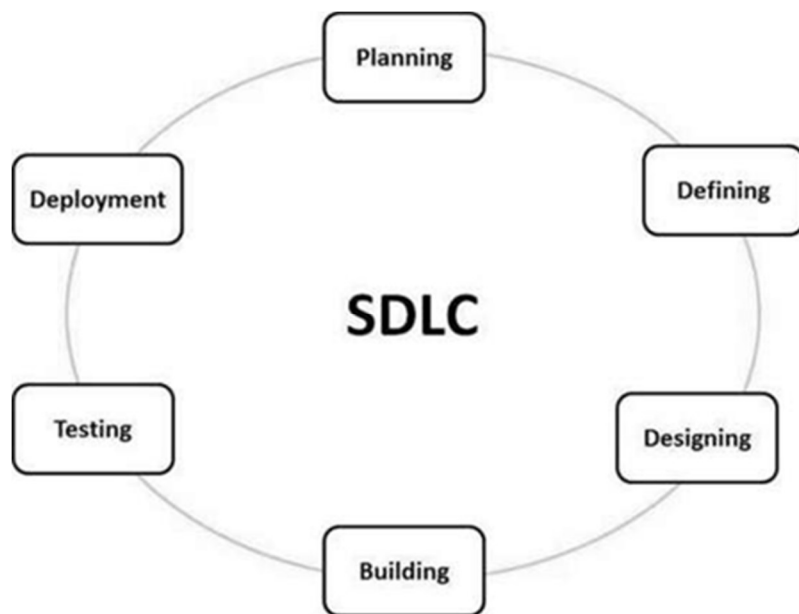 Planning
Defining
Designing
Building
Testing
Deployment
SDLC